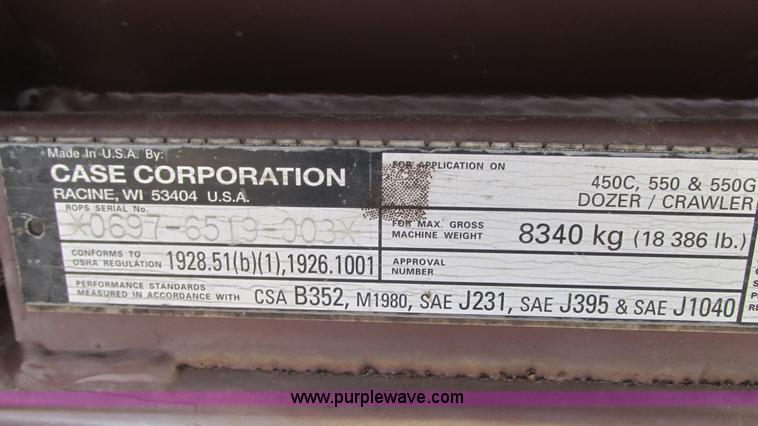 Made In U.S.A. By:
CASE CORPORATION
RACINE, WI 53404 U.S.A.
ROPS SERIAL No.
*0697-6519-003*
CONFORMS TO
OSHA REGULATION 1928.51(b)(1),1926.1001
PERFORMANCE STANDARDS
MEASURED IN ACCORDANCE WITH CSA B352, M1980, SAE J231, SAE J395 & SAE J1040
FOR APPLICATION ON
450C, 550 & 550G
DOZER / CRAWLER
FOR MAX. GROSS
MACHINE WEIGHT 8340 kg (18 386 lb.)
APPROVAL
NUMBER
www.purplewave.com